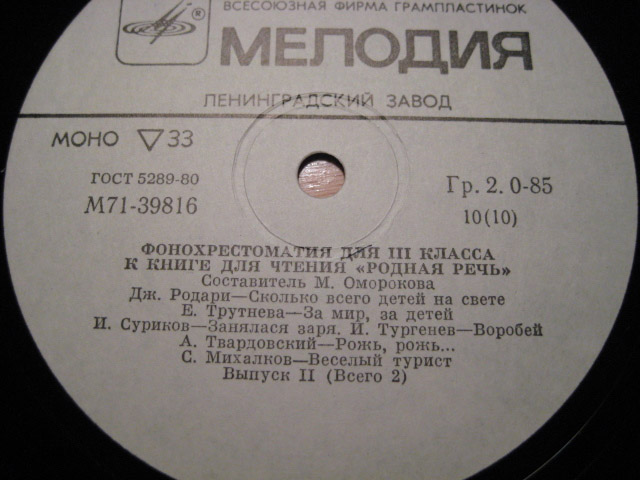 ВСЕСОЮЗНАЯ ФИРМА ГРАМПЛАСТИНОК
МЕЛОДИЯ
ЛЕНИНГРАДСКИЙ ЗАВОД
МОНО ▽ 33
ГОСТ 5289-80
М71-39816
Гр. 2. 0-85
10(10)
ФОНОХРЕСТОМАТИЯ ДЛЯ III КЛАССА
К КНИГЕ ДЛЯ ЧТЕНИЯ «РОДНАЯ РЕЧЬ»
Составитель М. Оморокова
Дж. Родари—Сколько всего детей на свете
Е. Трутнева—За мир, за детей
И. Суриков—Занялася заря. И. Тургенев—Воробей
А. Твардовский—Рожь, рожь...
С. Михалков—Веселый турист
Выпуск II (Всего 2)